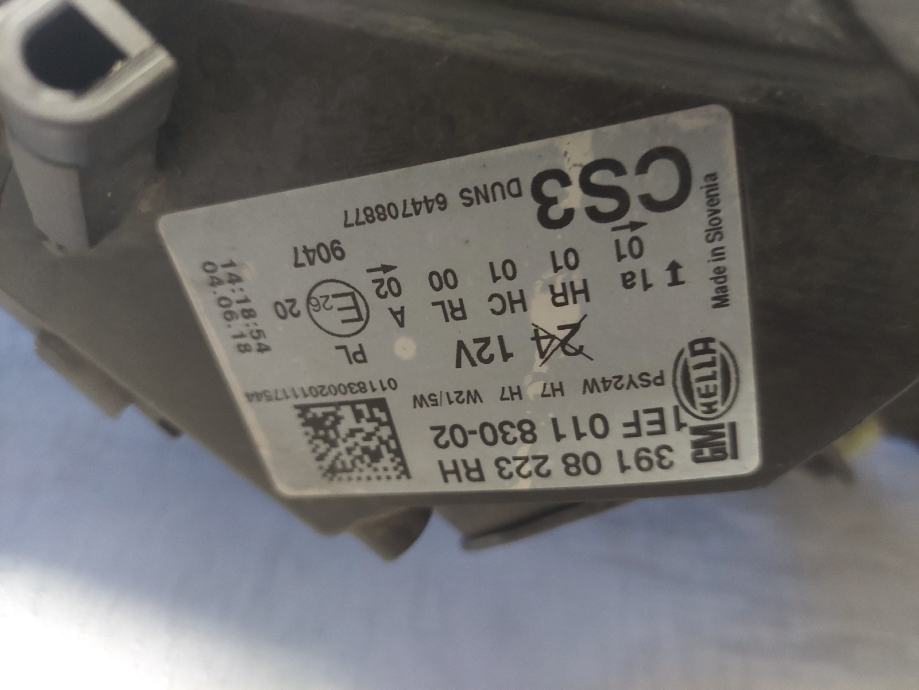 GM
HELLA
391 08 223 RH
1EF 011 830-02
PSY24W H7 H7 W21/5W
24 12V
PL
1a HR HC RL A
01 01 01 00 02
E26 20
9047
CS3 DUNS 644708877
Made in Slovenia
0118300201117544
04.06.18
14:18:54